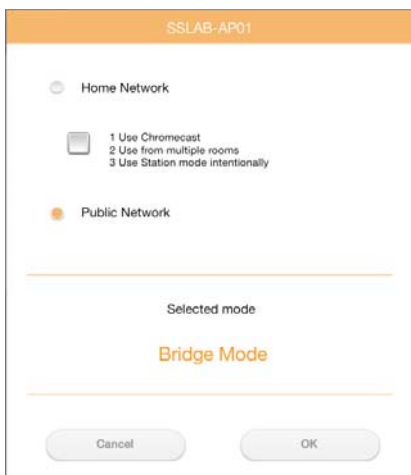 SSLAB-AP01
Home Network
1 Use Chromecast
2 Use from multiple rooms
3 Use Station mode intentionally
Public Network
Selected mode
Bridge Mode
Cancel
OK